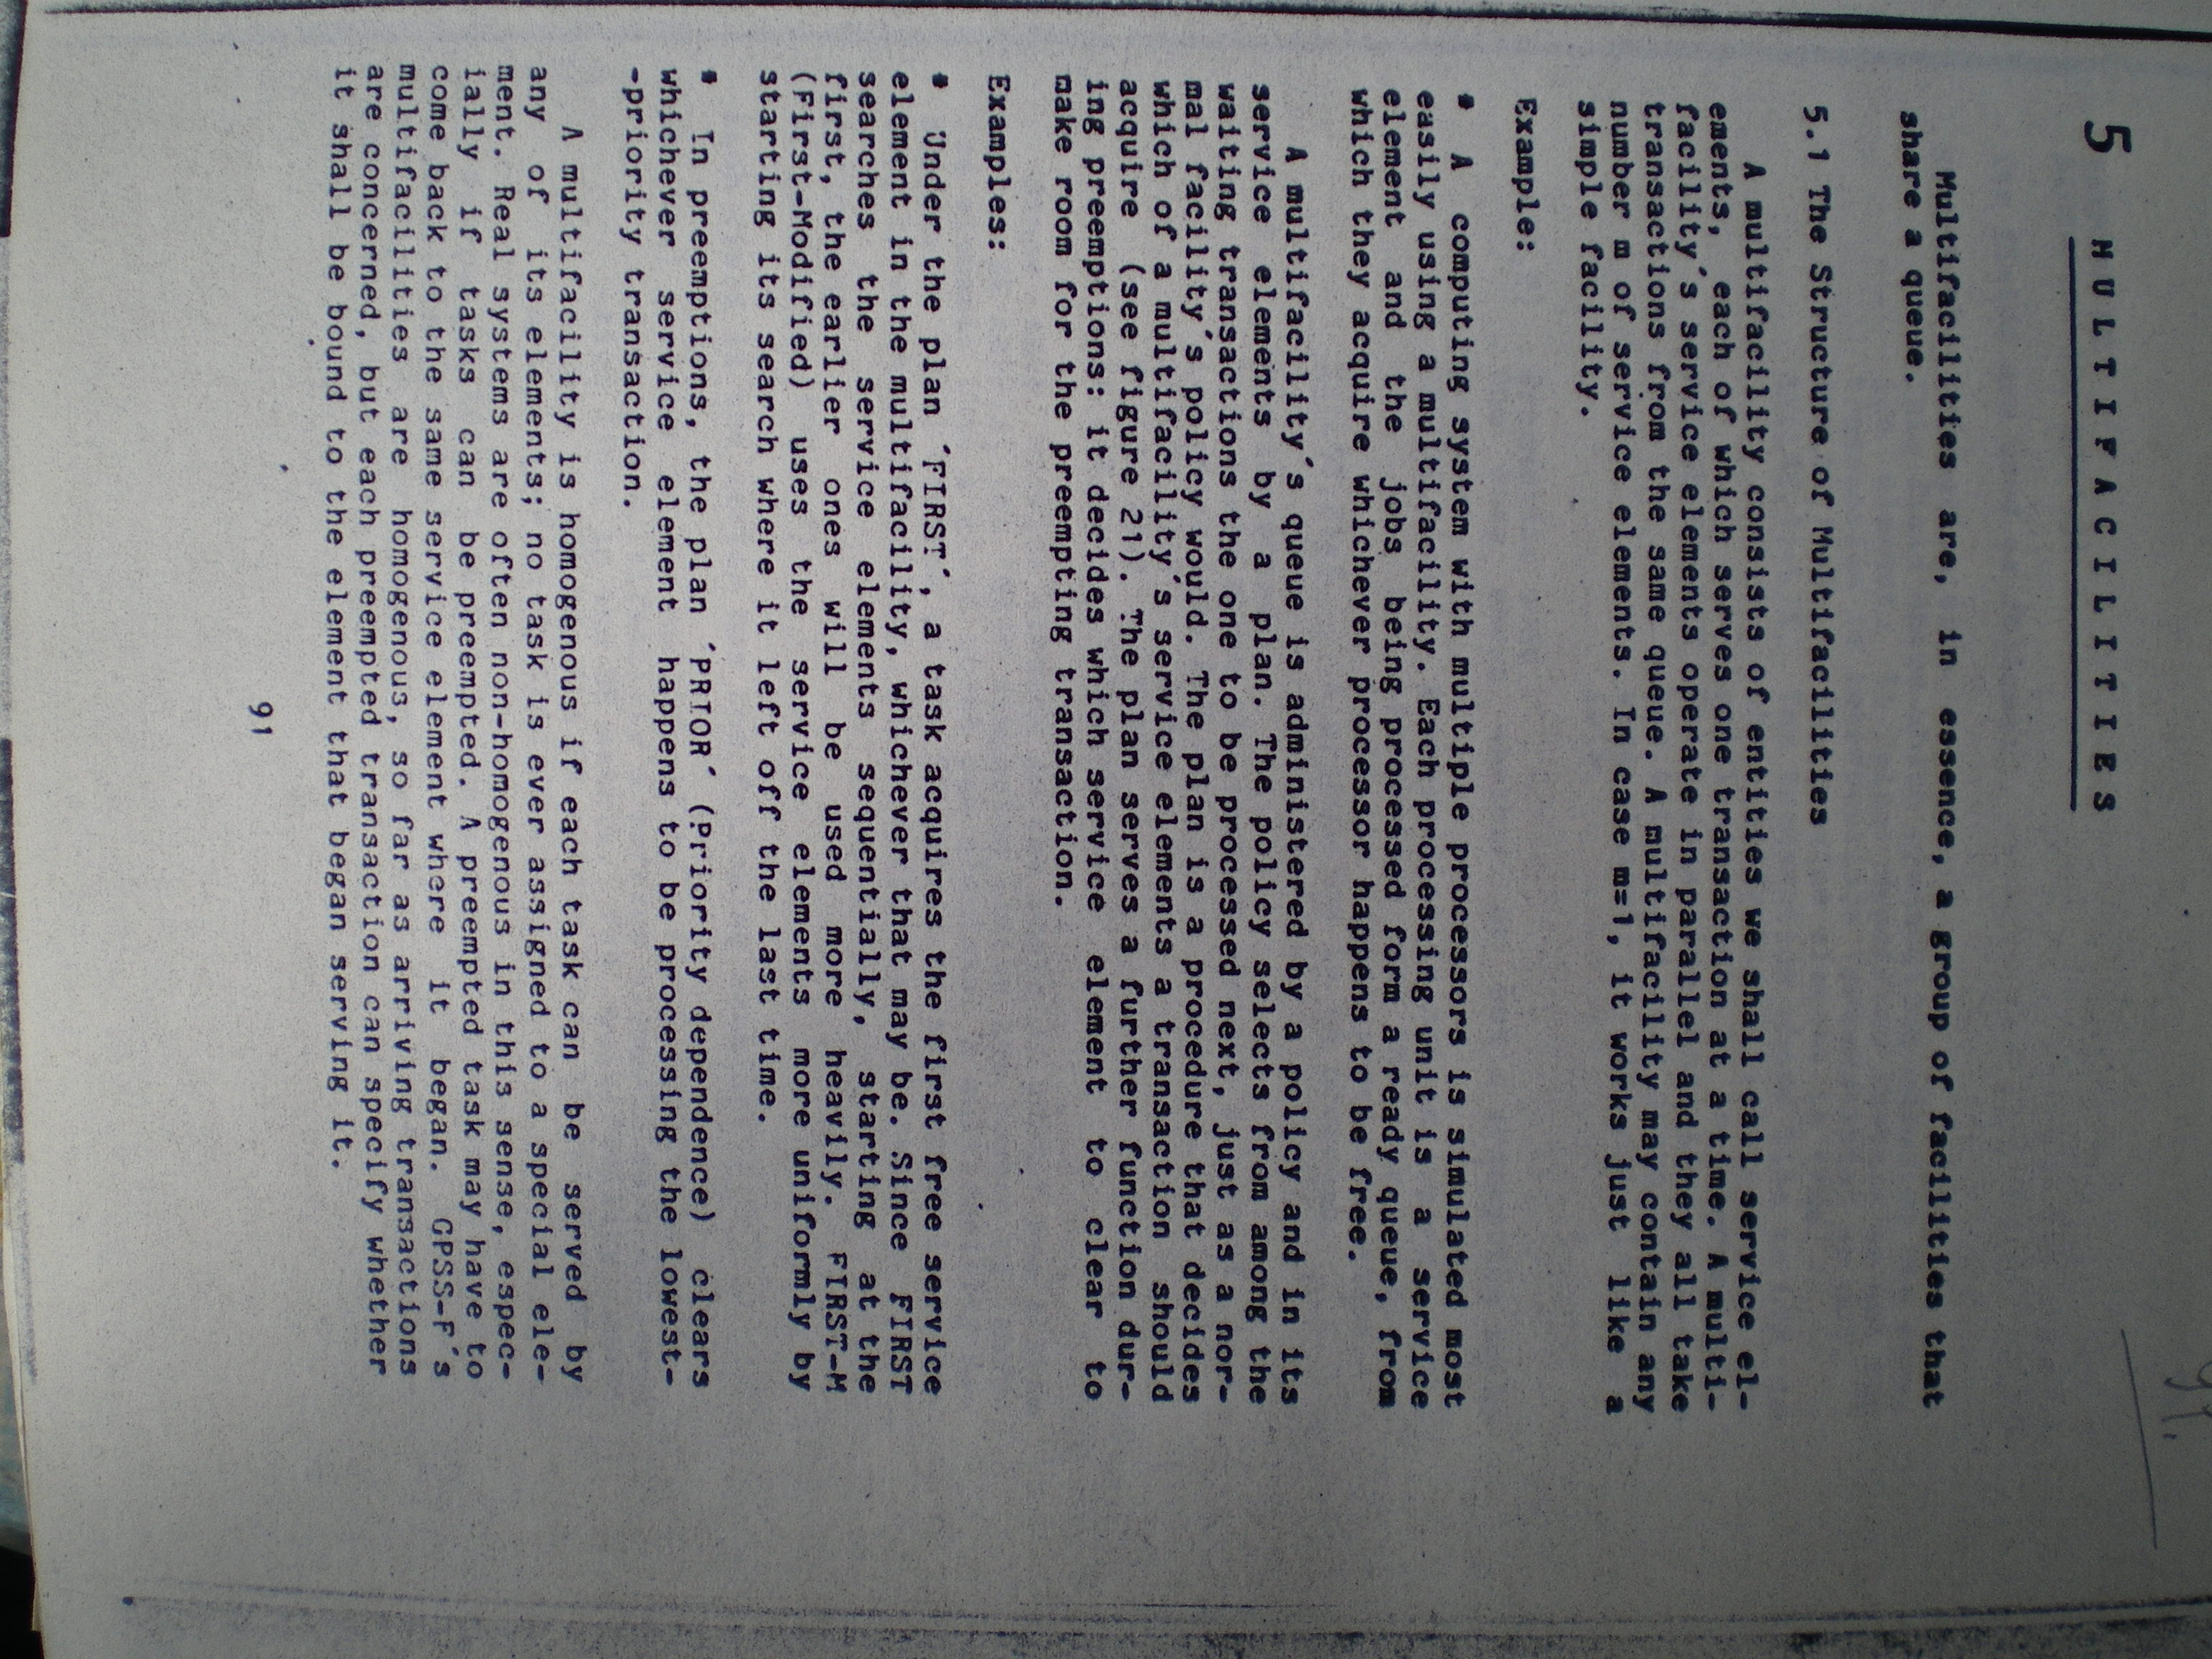 5 MULTIFACILITIES
Multifacilities are, in essence, a group of facilities that
share a queue.
5.1 The Structure of Multifacilities
A multifacility consists of entities we shall call service el-
ements, each of which serves one transaction at a time. A multi-
facility´s service elements operate in parallel and they all take
transactions from the same queue. A multifacility may contain any
number m of service elements. In case m=1, it works just like a
simple facility.
Example:
• A computing system with multiple processors is simulated most
easily using a multifacility. Each processing unit is a service
element and the jobs being processed form a ready queue, from
which they acquire whichever processor happens to be free.
A multifacility´s queue is administered by a policy and in its
service elements by a plan. The policy selects from among the
waiting transactions the one to be processed next, just as a nor-
mal facility´s policy would. The plan is a procedure that decides
which of a multifacility´s service elements a transaction should
acquire (see figure 21). The plan serves a further function dur-
ing preemptions: it decides which service element to clear to
make room for the preempting transaction.
Examples:
• Under the plan ´FIRST´, a task acquires the first free service
element in the multifacility, whichever that may be. Since FIRST
searches the service elements sequentially, starting at the
first, the earlier ones will be used more heavily. FIRST-M
(First-Modified) uses the service elements more uniformly by
starting its search where it left off the last time.
• In preemptions, the plan ´PRIOR´ (Priority dependence) clears
whichever service element happens to be processing the lowest-
-priority transaction.
A multifacility is homogenous if each task can be served by
any of its elements; no task is ever assigned to a special ele-
ment. Real systems are often non-homogenous in this sense, espec-
ially if tasks can be preempted. A preempted task may have to
come back to the same service element where it began. GPSS-F´s
multifacilities are homogenous, so far as arriving transactions
are concerned, but each preempted transaction can specify whether
it shall be bound to the element that began serving it.
91